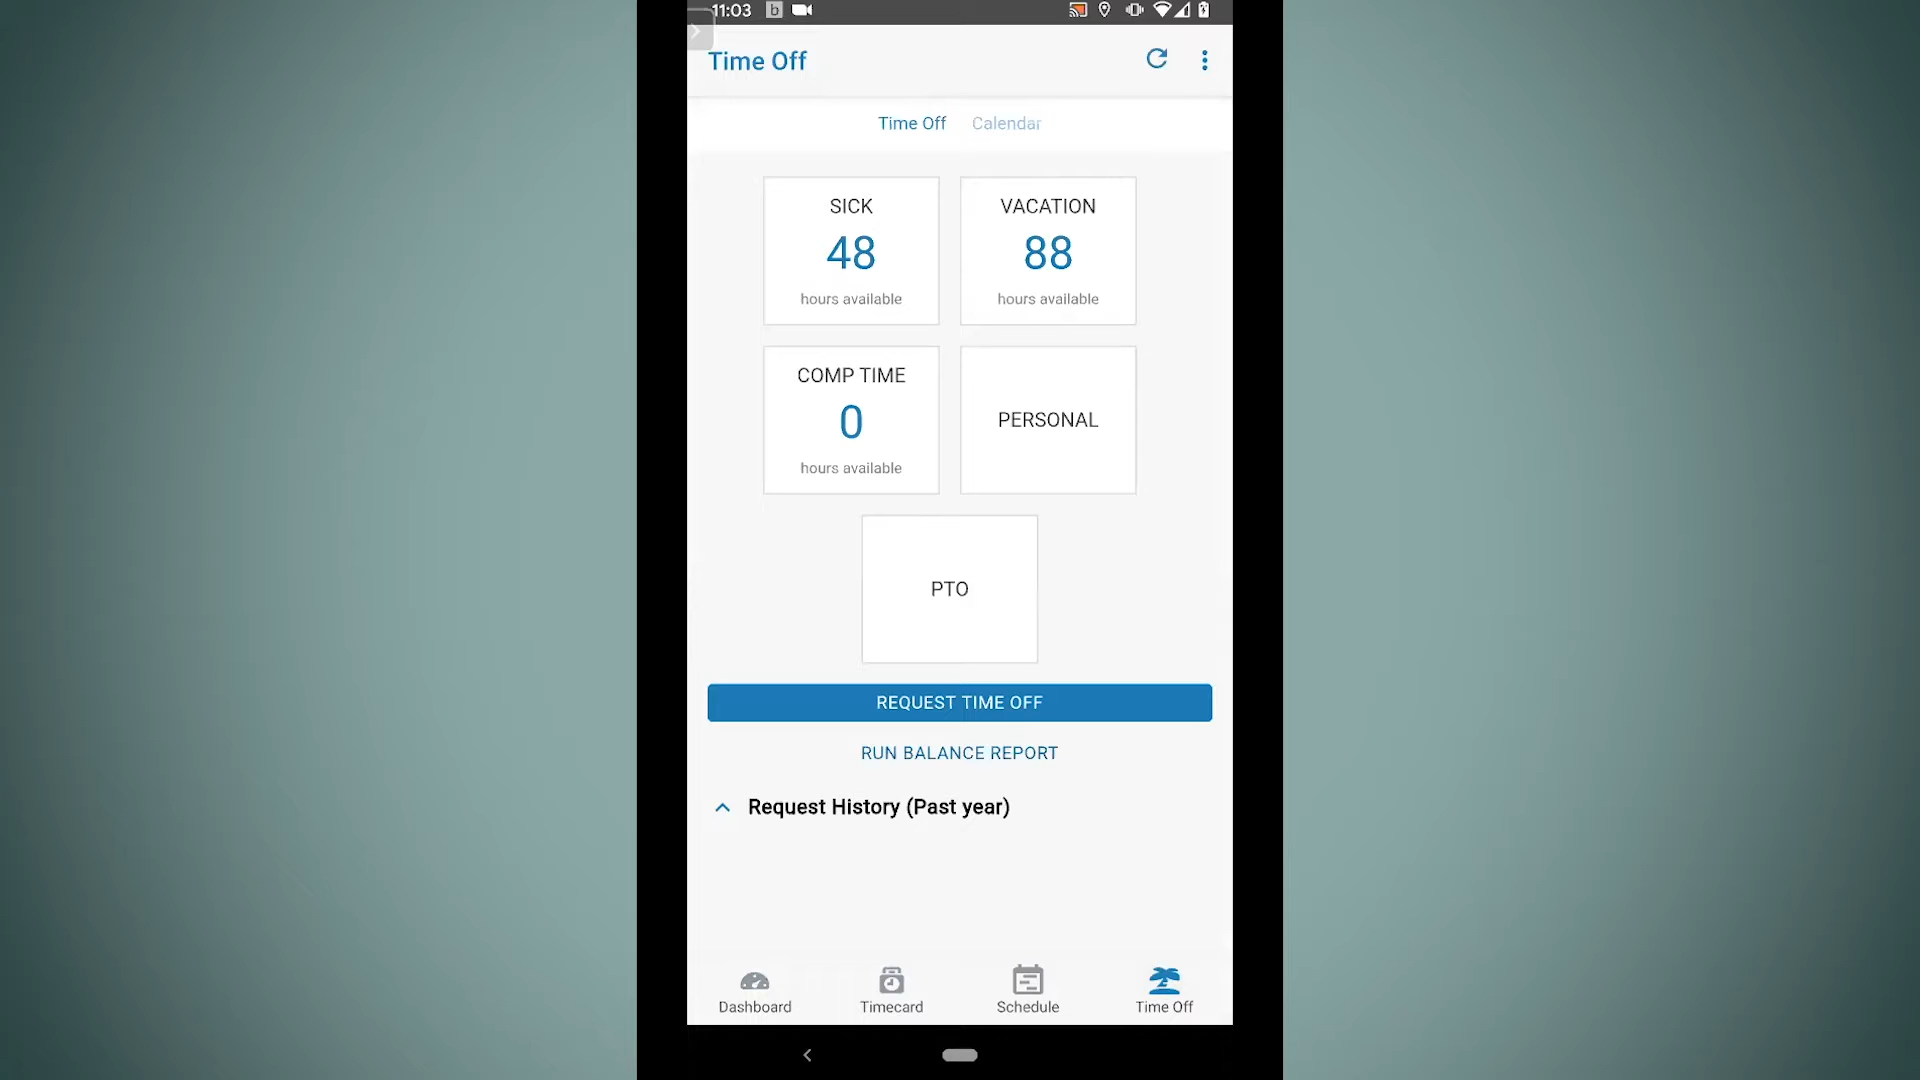 11:03
b
Time Off
Time Off
Calendar
SICK
48
hours available
VACATION
88
hours available
COMP TIME
0
hours available
PERSONAL
PTO
REQUEST TIME OFF
RUN BALANCE REPORT
Request History (Past year)
Dashboard
Timecard
Schedule
Time Off